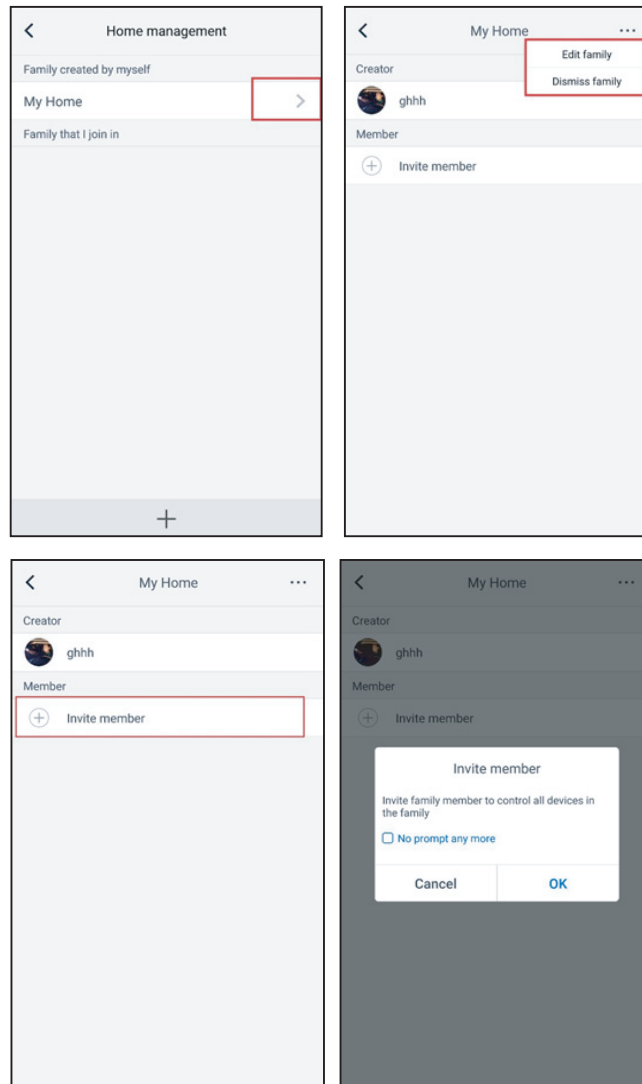 Home management
Family created by myself
My Home
Family that I join in
My Home
Edit family
Dismiss family
Creator
ghhh
Member
Invite member
My Home
Creator
ghhh
Member
Invite member
My Home
Creator
ghhh
Member
Invite member
Invite member
Invite family member to control all devices in
the family
No prompt any more
Cancel OK